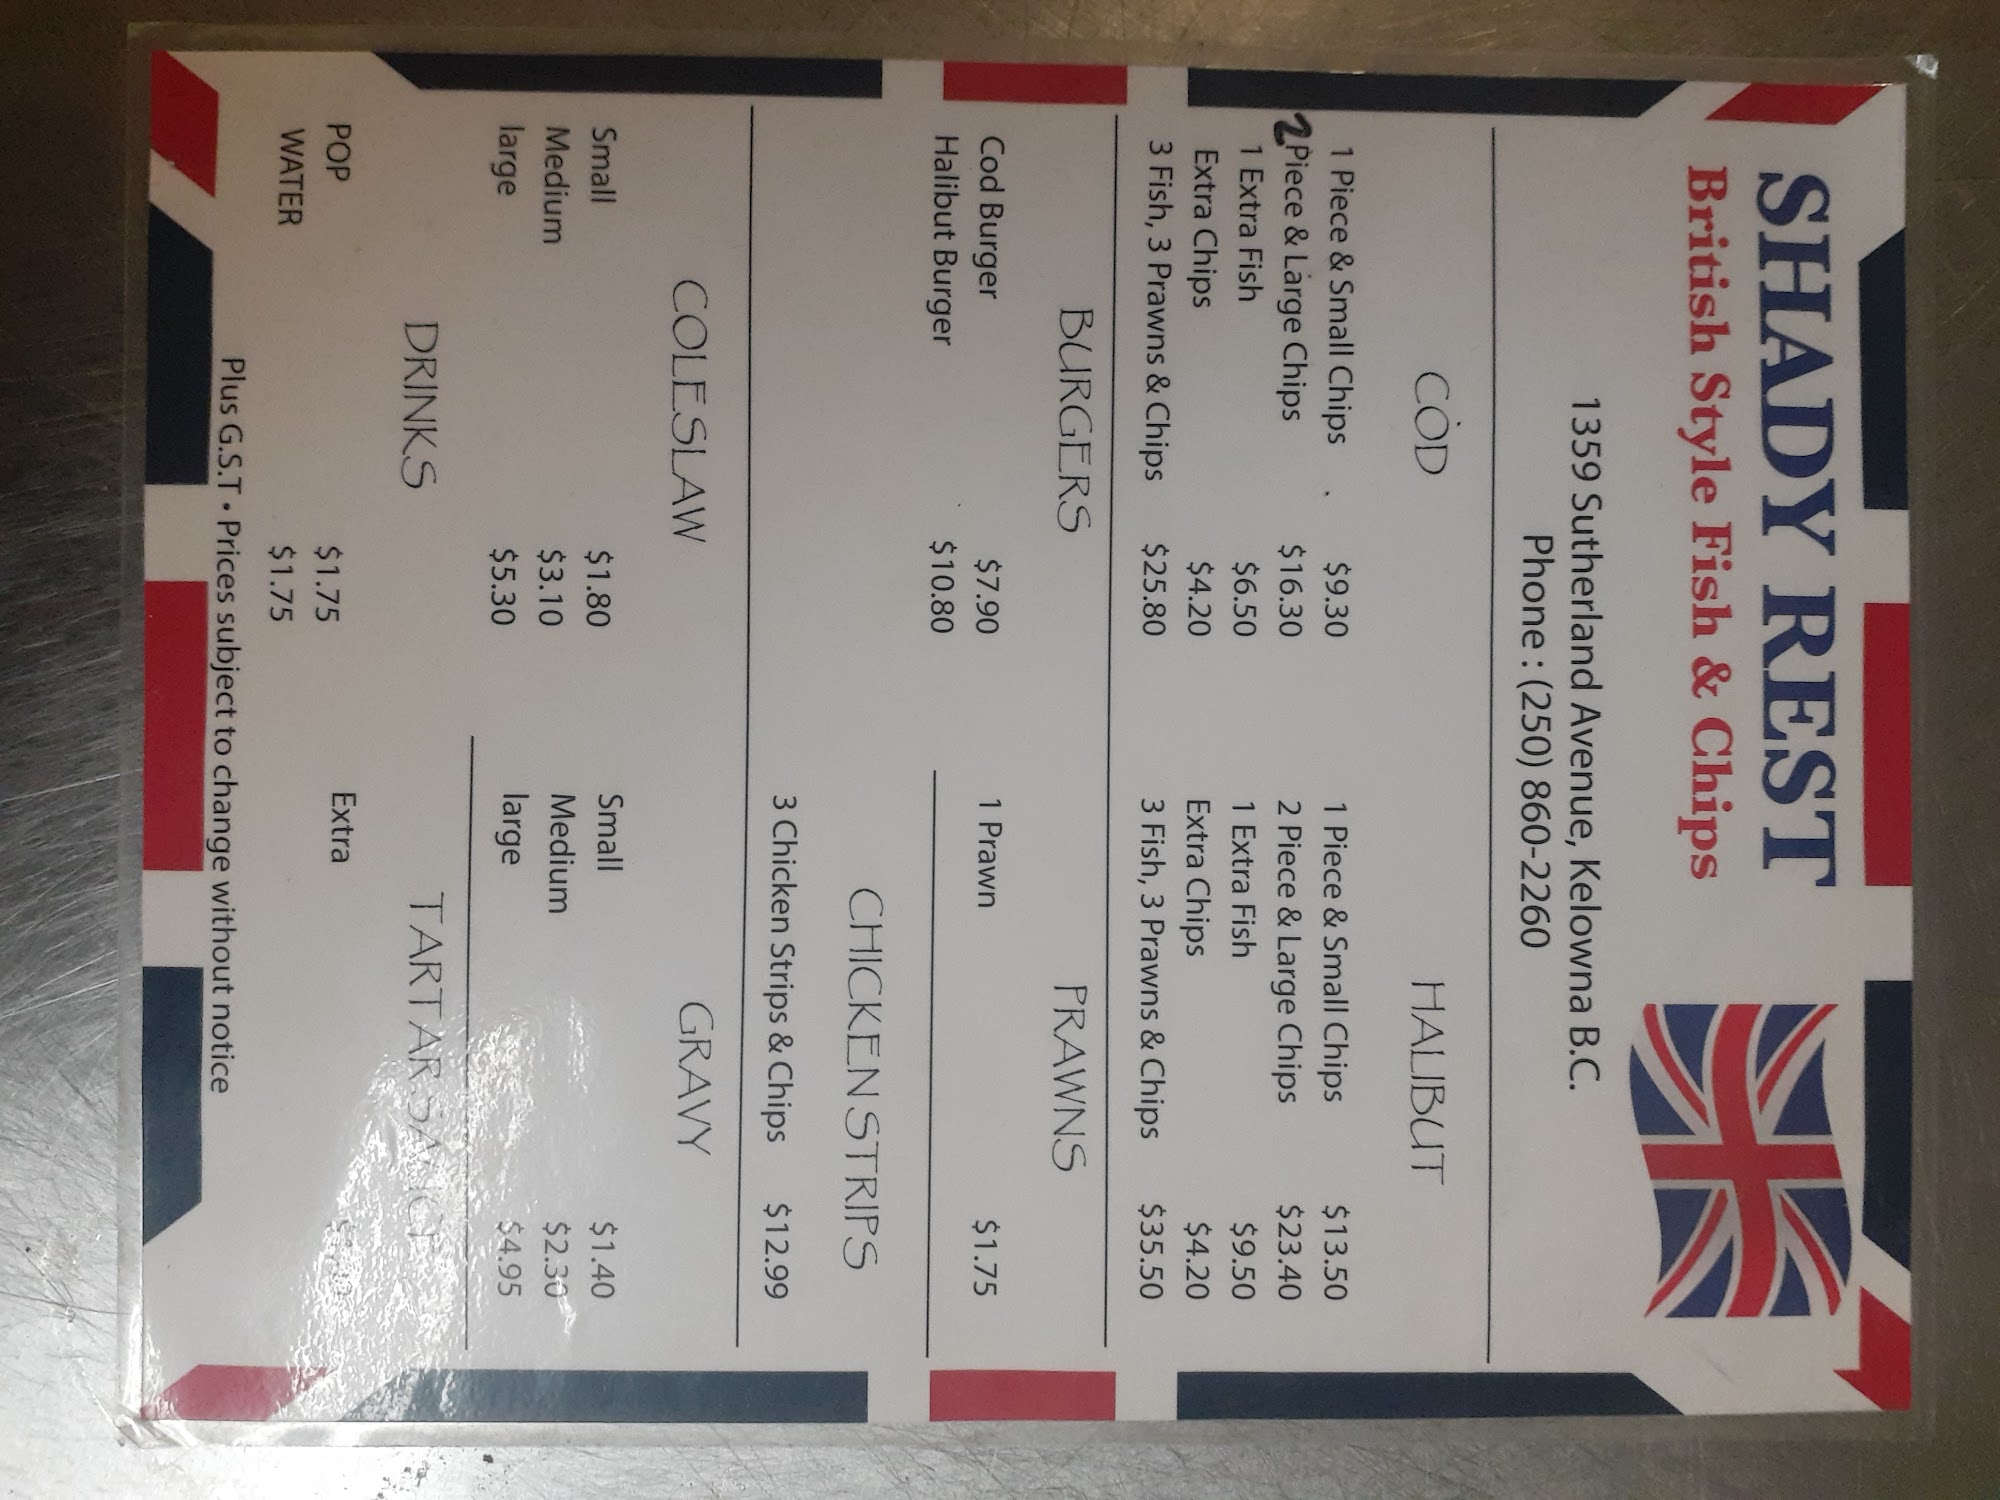 SHADY REST
British Style Fish & Chips
1359 Sutherland Avenue, Kelowna B.C.
Phone : (250) 860-2260
COD
1 Piece & Small Chips $9.30
2 Piece & Large Chips $16.30
1 Extra Fish $6.50
Extra Chips $4.20
3 Fish, 3 Prawns & Chips $25.80
HALIBUT
1 Piece & Small Chips $13.50
2 Piece & Large Chips $23.40
1 Extra Fish $9.50
Extra Chips $4.20
3 Fish, 3 Prawns & Chips $35.50
BURGERS
Cod Burger $7.90
Halibut Burger $10.80
PRAWNS
1 Prawn $1.75
CHICKEN STRIPS
3 Chicken Strips & Chips $12.99
COLESLAW
Small $1.80
Medium $3.10
large $5.30
GRAVY
Small $1.40
Medium $2.30
large $4.95
DRINKS
POP $1.75
WATER $1.75
TARTAR SAUCE
Extra
Plus G.S.T • Prices subject to change without notice